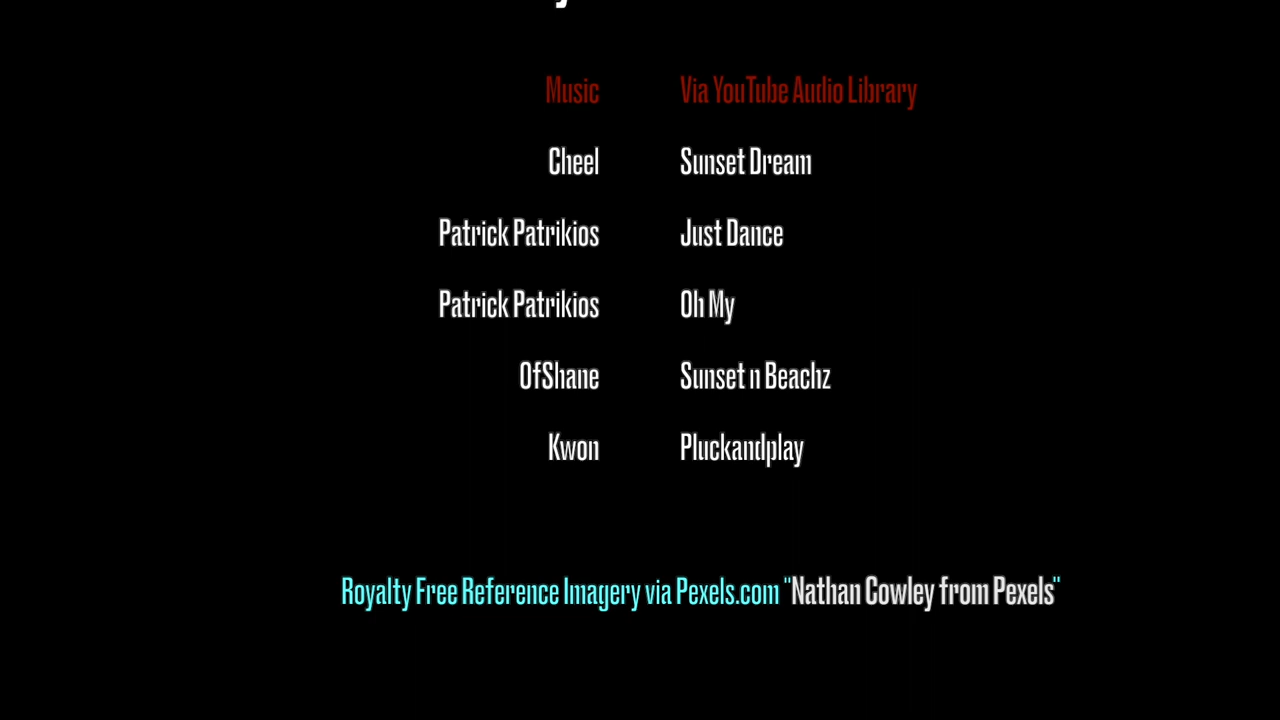 Music Via YouTube Audio Library
Cheel Sunset Dream
Patrick Patrikios Just Dance
Patrick Patrikios Oh My
OfShane Sunset n Beachz
Kwon Pluckandplay
Royalty Free Reference Imagery via Pexels.com "Nathan Cowley from Pexels"